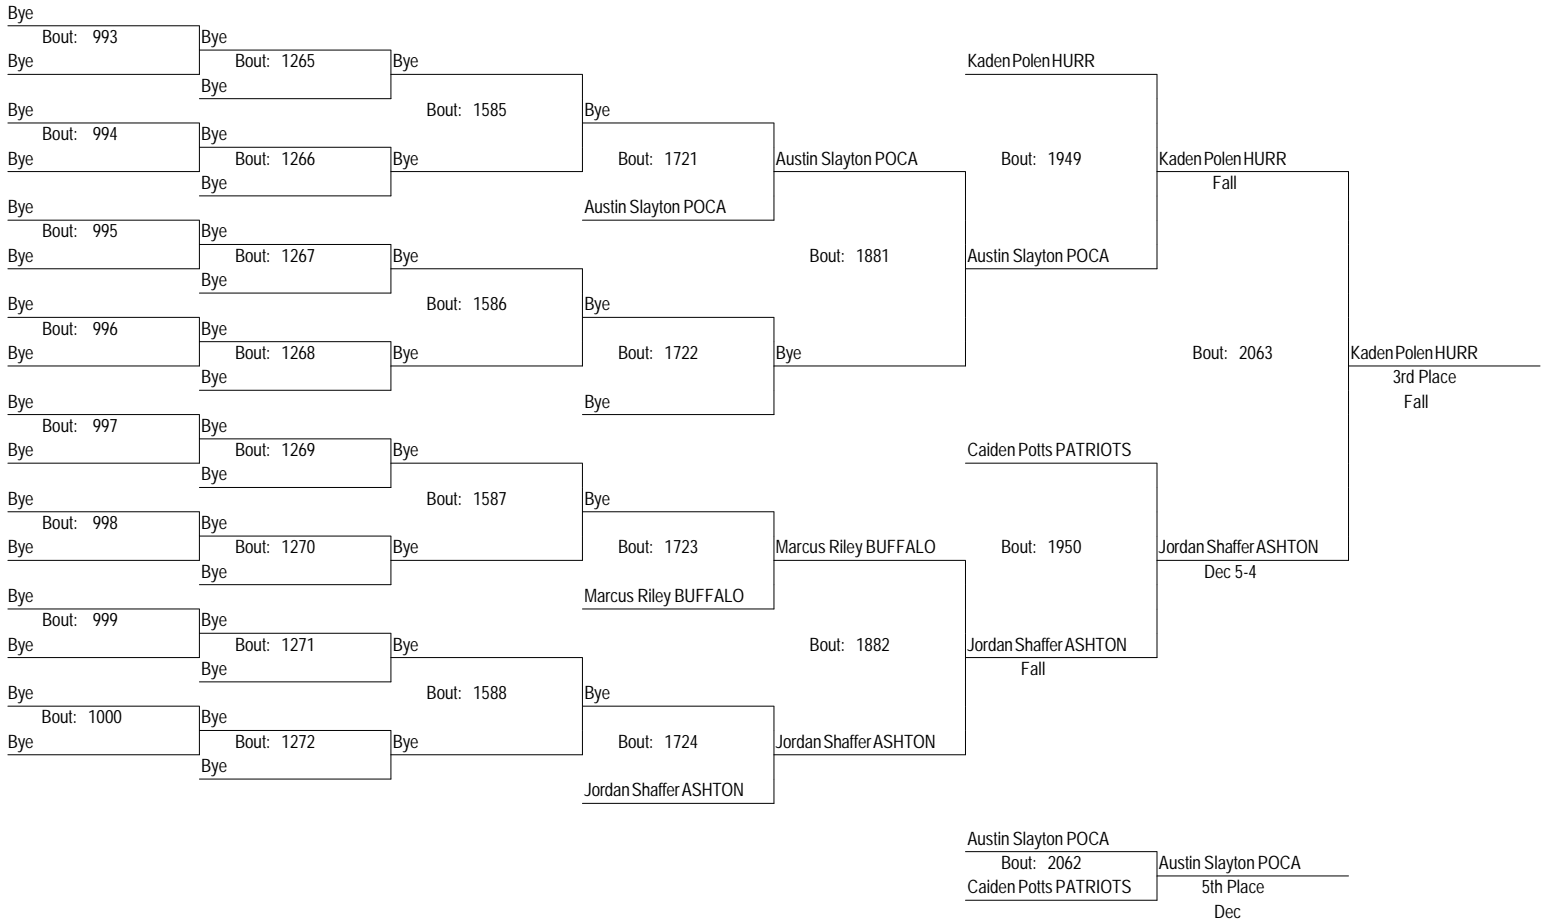 Bye
Bout: 993
Bye
Bye
Bout: 1265
Bye
Bye
Bout: 994
Bye
Bye
Bout: 1266
Bye
Bye
Bout: 1585
Bye
Bye
Bout: 995
Bye
Bye
Bout: 1267
Bye
Bye
Bout: 996
Bye
Bye
Bout: 1268
Bye
Bye
Bout: 1586
Bye
Bye
Bout: 997
Bye
Bye
Bout: 1269
Bye
Bye
Bout: 998
Bye
Bye
Bout: 1270
Bye
Bye
Bout: 1587
Bye
Bye
Bout: 999
Bye
Bye
Bout: 1271
Bye
Bye
Bout: 1000
Bye
Bye
Bout: 1272
Bye
Bye
Bout: 1588
Bye
Bye
Bout: 1721
Austin Slayton POCA
Bye
Bout: 1722
Bye
Bye
Bout: 1723
Marcus Riley BUFFALO
Bye
Bout: 1724
Jordan Shaffer ASHTON
Austin Slayton POCA
Bout: 1881
Bye
Marcus Riley BUFFALO
Bout: 1882
Jordan Shaffer ASHTON
Kaden Polen HURR
Bout: 1949
Austin Slayton POCA
Caiden Potts PATRIOTS
Bout: 1950
Jordan Shaffer ASHTON
Fall
Kaden Polen HURR
Fall
Bout: 2063
Jordan Shaffer ASHTON
Dec 5-4
Kaden Polen HURR
3rd Place
Fall
Austin Slayton POCA
Bout: 2062
Caiden Potts PATRIOTS
Austin Slayton POCA
5th Place
Dec